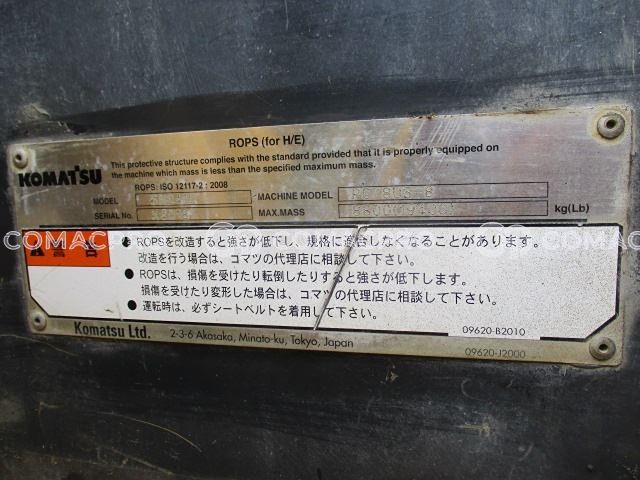 ROPS (for H/E)
This protective structure complies with the standard provided that it is properly equipped on
the machine which mass is less than the specified maximum mass.
KOMATSU
ROPS: ISO 12117-2 : 2008
MODEL MACHINE MODEL
SERIAL No. MAX.MASS kg(Lb)
COMAC
警告
● ROPSを改造すると強さが低下し、規格に適合しなくなることがあります。
改造を行う場合は、コマツの代理店に相談して下さい。
● ROPSは、損傷を受けたり転倒したりすると強さが低下します。
損傷を受けたり変形した場合は、コマツの代理店に相談して下さい。
● 運転時は、必ずシートベルトを着用して下さい。
09620-B2010
Komatsu Ltd. 2-3-6 Akasaka, Minato-ku, Tokyo, Japan
09620-J2000